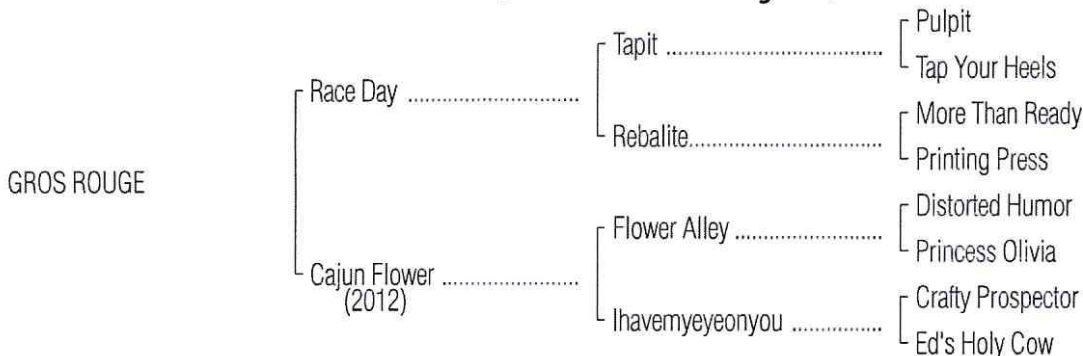 Pulpit
Tapit
Tap Your Heels
Race Day
More Than Ready
Rebalite
Printing Press
GROS ROUGE
Distorted Humor
Flower Alley
Princess Olivia
Cajun Flower
(2012)
Crafty Prospector
Ihavemyeyeonyou
Ed's Holy Cow